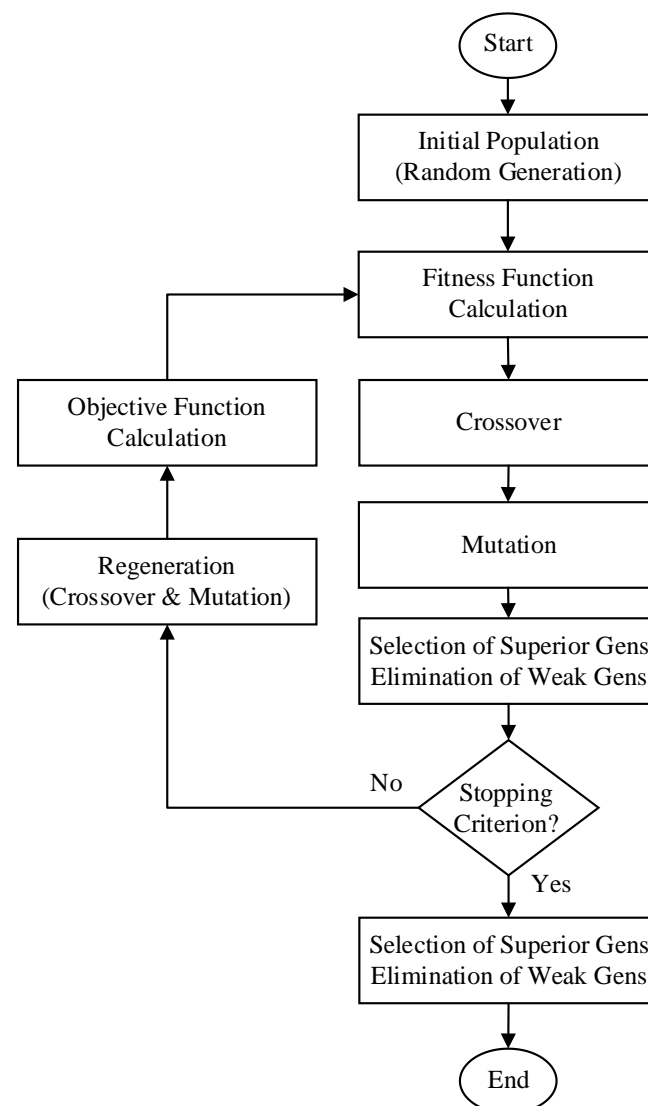 Start
Initial Population
(Random Generation)
Fitness Function
Calculation
Objective Function
Calculation
Crossover
Regeneration
(Crossover & Mutation)
Mutation
Selection of Superior Gens
Elimination of Weak Gens
No
Stopping
Criterion?
Yes
Selection of Superior Gens
Elimination of Weak Gens
End